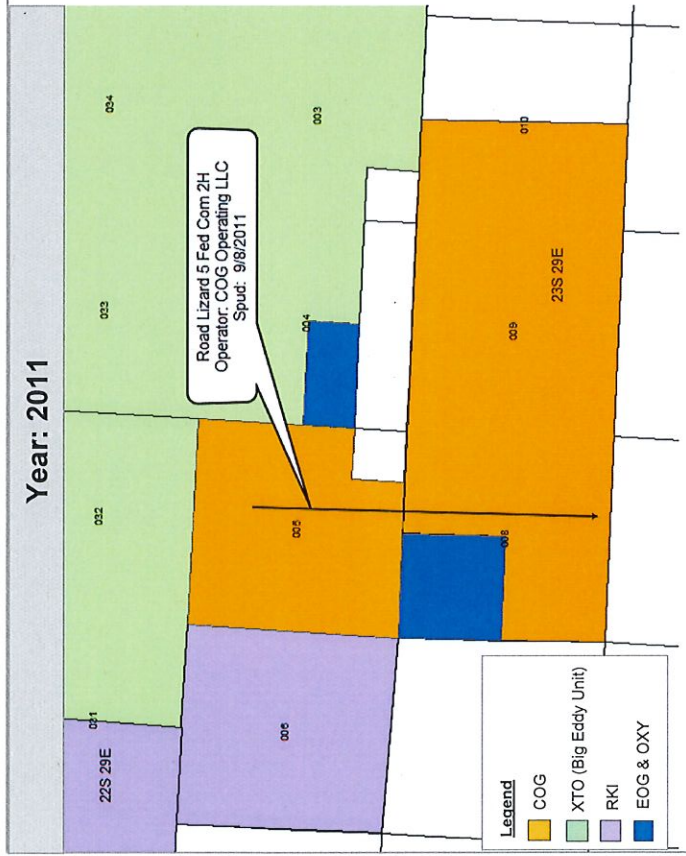 Year: 2011
034
033
032
031
22S 29E
003
Road Lizard 5 Fed Com 2H
Operator: COG Operating LLC
Spud: 9/8/2011
004
005
006
010
009
008
23S 29E
Legend
COG
XTO (Big Eddy Unit)
RKI
EOG & OXY